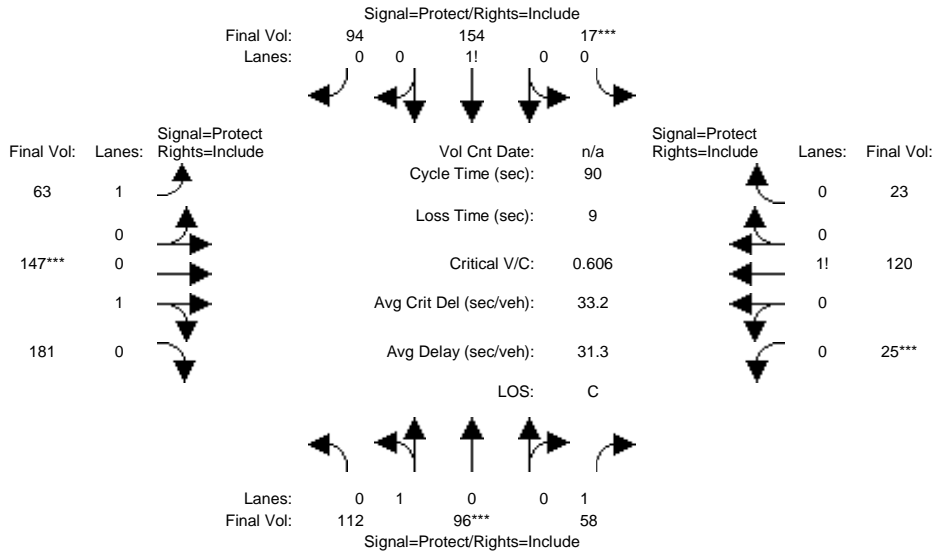 Signal=Protect/Rights=Include
Final Vol: 94 154 17***
Lanes: 0 0 1! 0 0
Signal=Protect Signal=Protect
Final Vol: Lanes: Rights=Include Vol Cnt Date: n/a Rights=Include Lanes: Final Vol:
Cycle Time (sec): 90
63 1 0 23
Loss Time (sec): 9
0 0
147*** 0 Critical V/C: 0.606 1! 120
1 Avg Crit Del (sec/veh): 33.2 0
181 0 Avg Delay (sec/veh): 31.3 0 25***
LOS: C
Lanes: 0 1 0 0 1
Final Vol: 112 96*** 58
Signal=Protect/Rights=Include